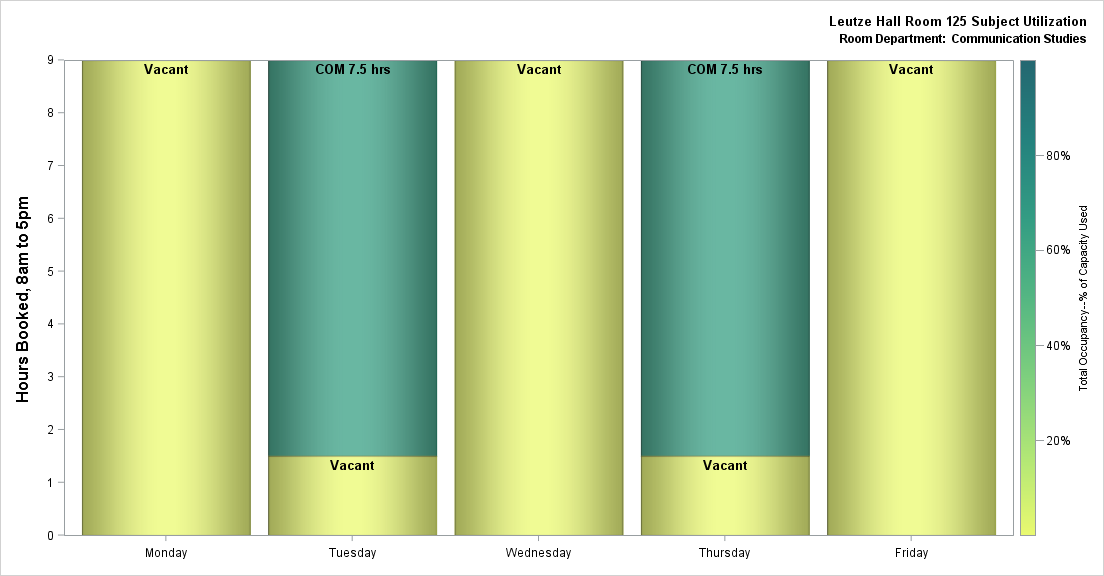 Leutze Hall Room 125 Subject Utilization
Room Department: Communication Studies
Hours Booked, 8am to 5pm
9
8
7
6
5
4
3
2
1
0
Vacant
COM 7.5 hrs
Vacant
COM 7.5 hrs
Vacant
Vacant
Vacant
Monday
Tuesday
Wednesday
Thursday
Friday
80%
60%
40%
20%
Total Occupancy--% of Capacity Used